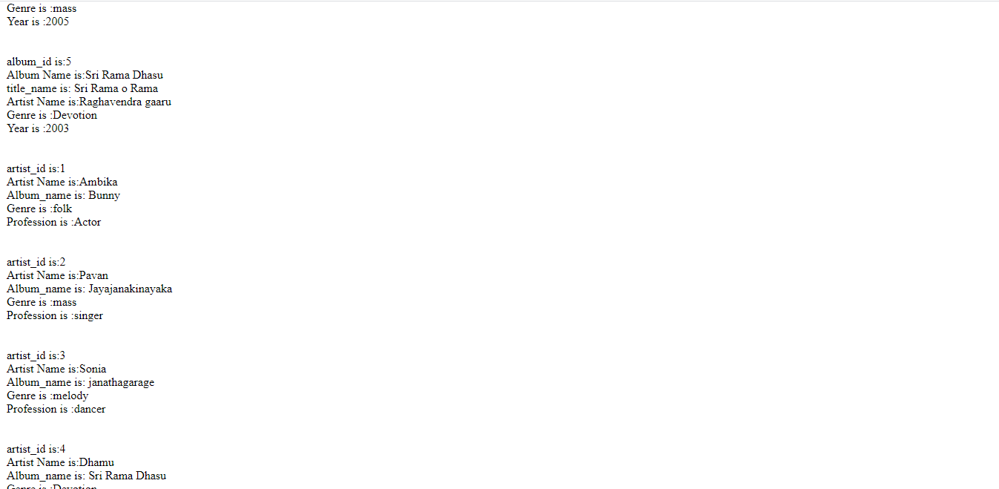 Genre is :mass
Year is :2005
album_id is:5
Album Name is:Sri Rama Dhasu
title_name is: Sri Rama o Rama
Artist Name is:Raghavendra gaaru
Genre is :Devotion
Year is :2003
artist_id is:1
Artist Name is:Ambika
Album_name is: Bunny
Genre is :folk
Profession is :Actor
artist_id is:2
Artist Name is:Pavan
Album_name is: Jayajanakinayaka
Genre is :mass
Profession is :singer
artist_id is:3
Artist Name is:Sonia
Album_name is: janathagarage
Genre is :melody
Profession is :dancer
artist_id is:4
Artist Name is:Dhamu
Album_name is: Sri Rama Dhasu
Genre is :Devotion